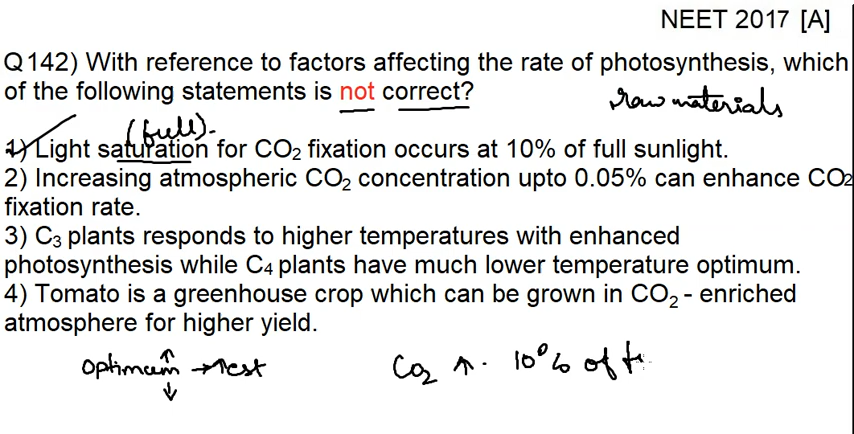 NEET 2017 [A]
Q142) With reference to factors affecting the rate of photosynthesis, which
of the following statements is not correct?
raw materials
(full).
1) Light saturation for CO₂ fixation occurs at 10% of full sunlight.
2) Increasing atmospheric CO₂ concentration upto 0.05% can enhance CO₂
fixation rate.
3) C₃ plants responds to higher temperatures with enhanced
photosynthesis while C₄ plants have much lower temperature optimum.
4) Tomato is a greenhouse crop which can be grown in CO₂ - enriched
atmosphere for higher yield.
optimum ↑ ↓ → CO₂ ↑. 10% of